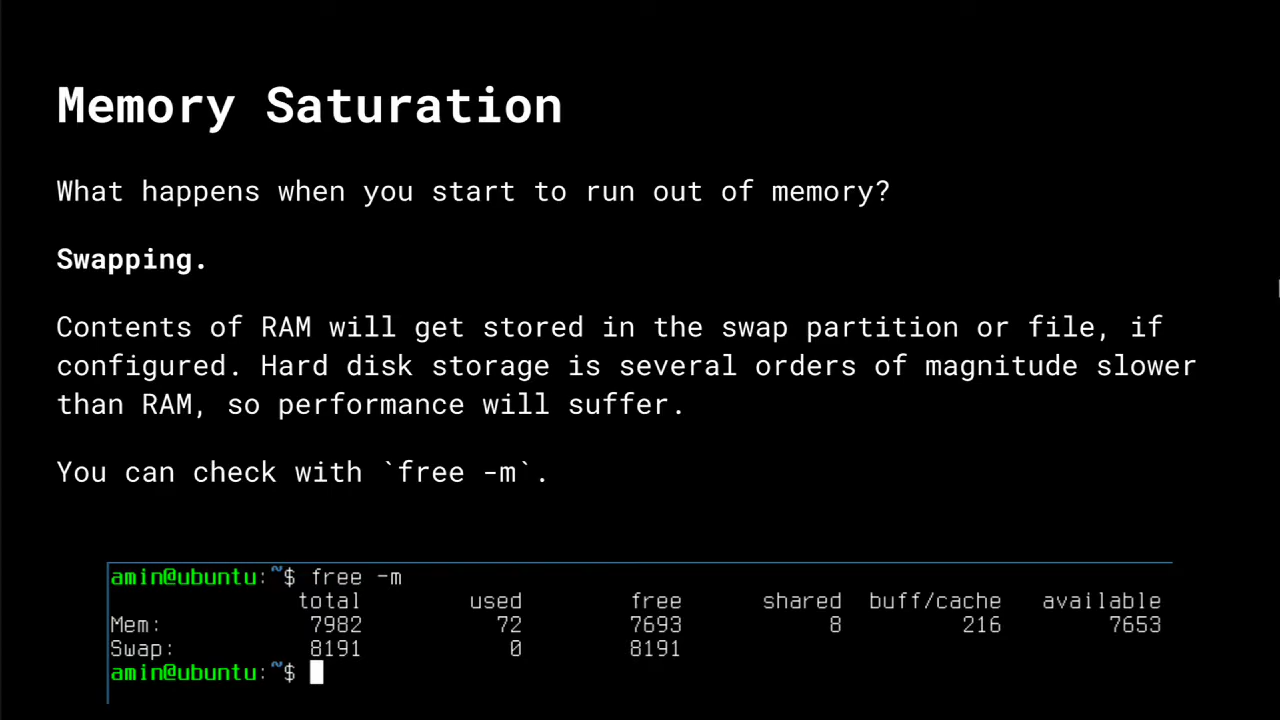 Memory Saturation
What happens when you start to run out of memory?
Swapping.
Contents of RAM will get stored in the swap partition or file, if
configured. Hard disk storage is several orders of magnitude slower
than RAM, so performance will suffer.
You can check with `free -m`.
amin@ubuntu:~$ free -m
total used free shared buff/cache available
Mem: 7982 72 7693 8 216 7653
Swap: 8191 0 8191
amin@ubuntu:~$